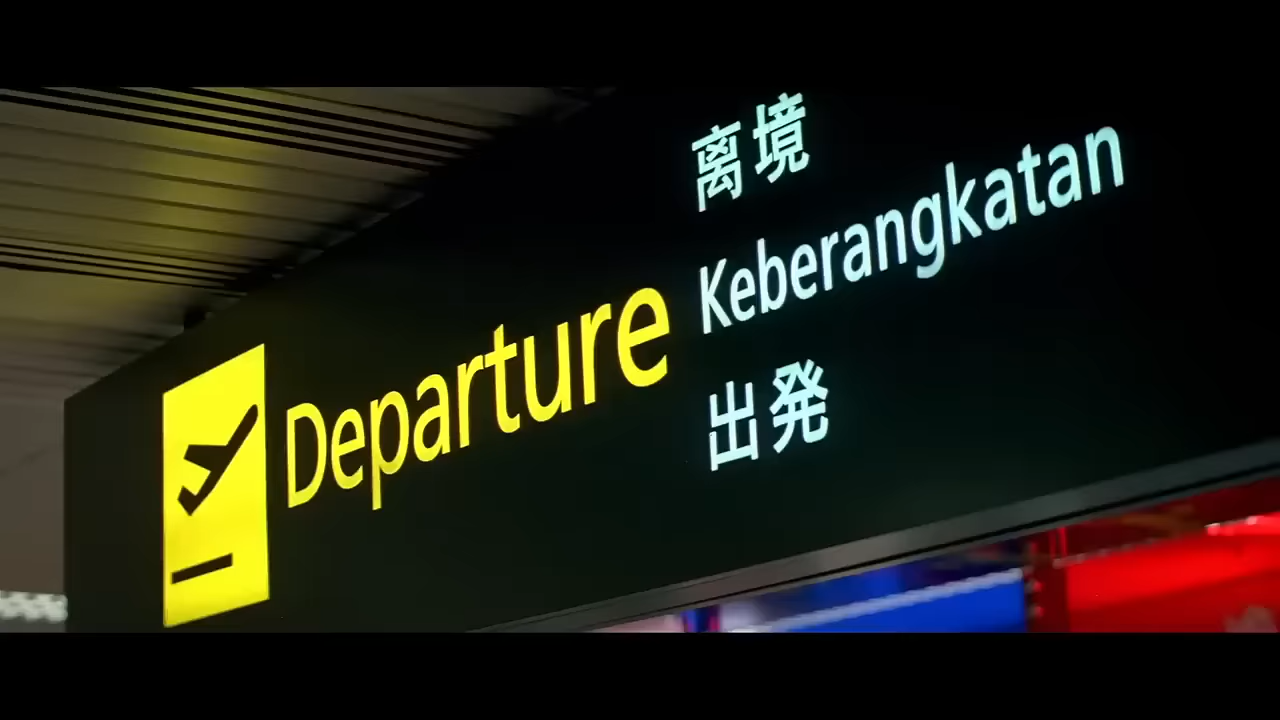 Departure
离境
Keberangkatan
出発